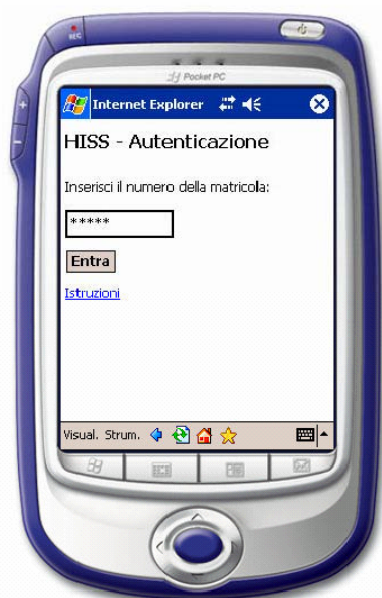 REC
Pocket PC
Internet Explorer
HISS - Autenticazione
Inserisci il numero della matricola:
*****
Entra
Istruzioni
Visual. Strum.